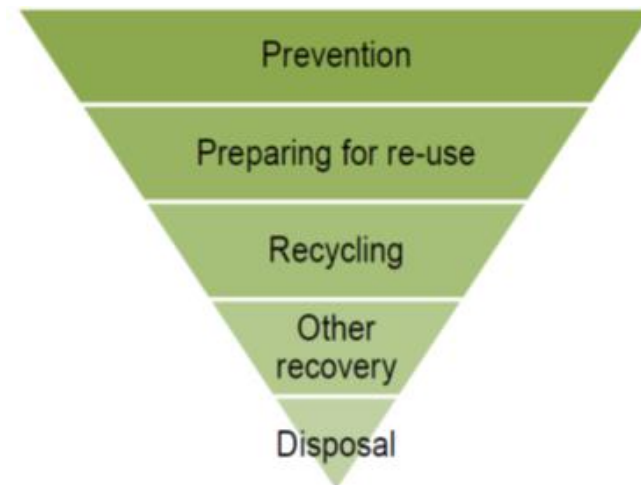 Prevention
Preparing for re-use
Recycling
Other
recovery
Disposal